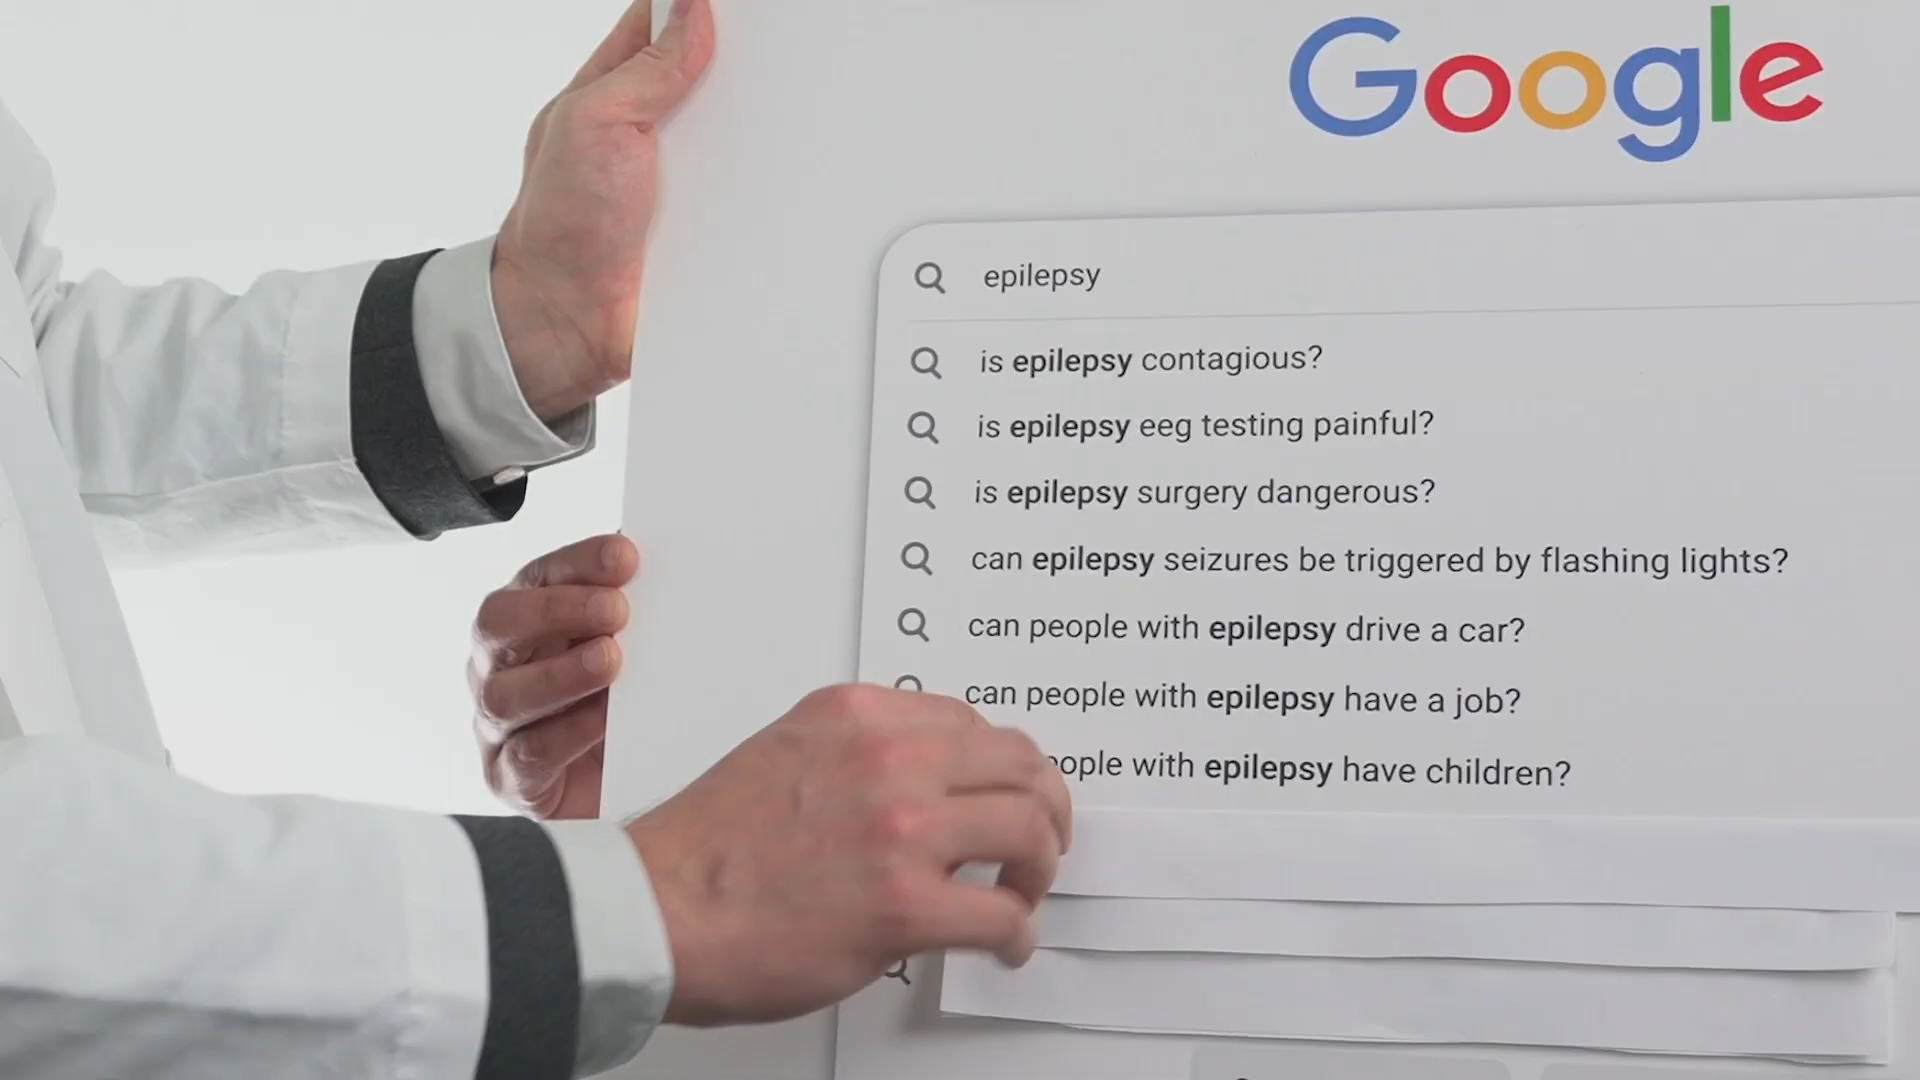 Google
epilepsy
is epilepsy contagious?
is epilepsy eeg testing painful?
is epilepsy surgery dangerous?
can epilepsy seizures be triggered by flashing lights?
can people with epilepsy drive a car?
can people with epilepsy have a job?
with epilepsy have children?